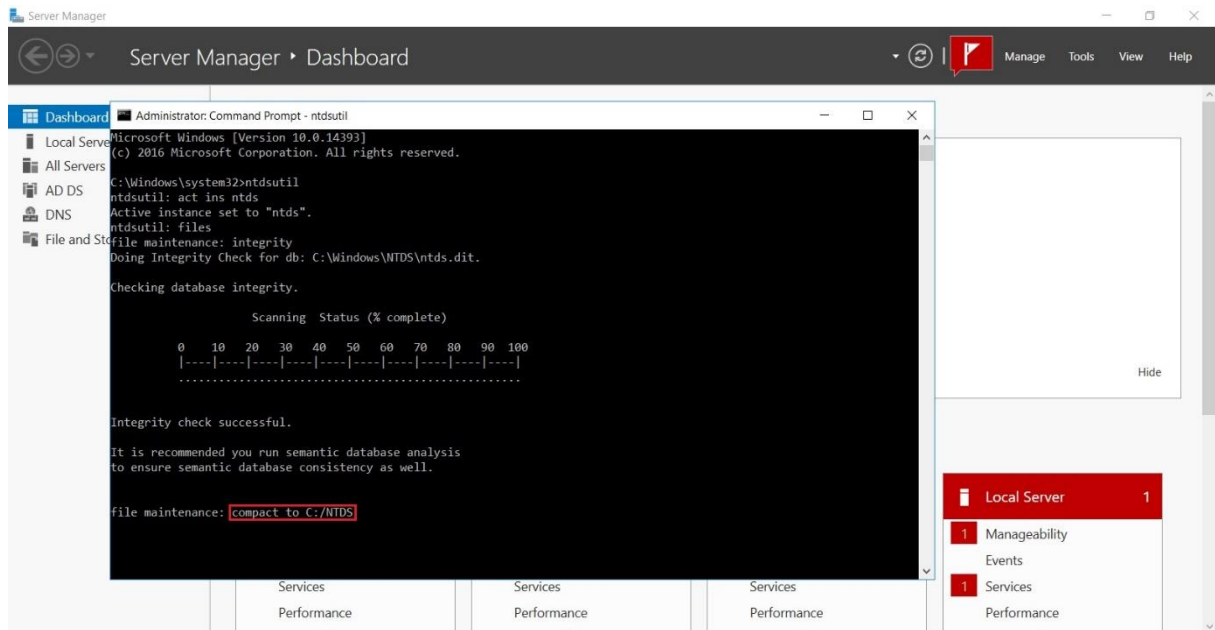 Server Manager
Server Manager ‣ Dashboard
Manage Tools View Help
Dashboard
Local Serve
All Servers
AD DS
DNS
File and Sto
Administrator: Command Prompt - ntdsutil
Microsoft Windows [Version 10.0.14393]
(c) 2016 Microsoft Corporation. All rights reserved.
C:\Windows\system32>ntdsutil
ntdsutil: act ins ntds
Active instance set to "ntds".
ntdsutil: files
file maintenance: integrity
Doing Integrity Check for db: C:\Windows\NTDS\ntds.dit.
Checking database integrity.
Scanning Status (% complete)
0 10 20 30 40 50 60 70 80 90 100
|----|----|----|----|----|----|----|----|----|----|
...................................................
Integrity check successful.
It is recommended you run semantic database analysis
to ensure semantic database consistency as well.
file maintenance: compact to C:/NTDS
Hide
Local Server 1
1 Manageability
Events
Services Services Services 1 Services
Performance Performance Performance Performance